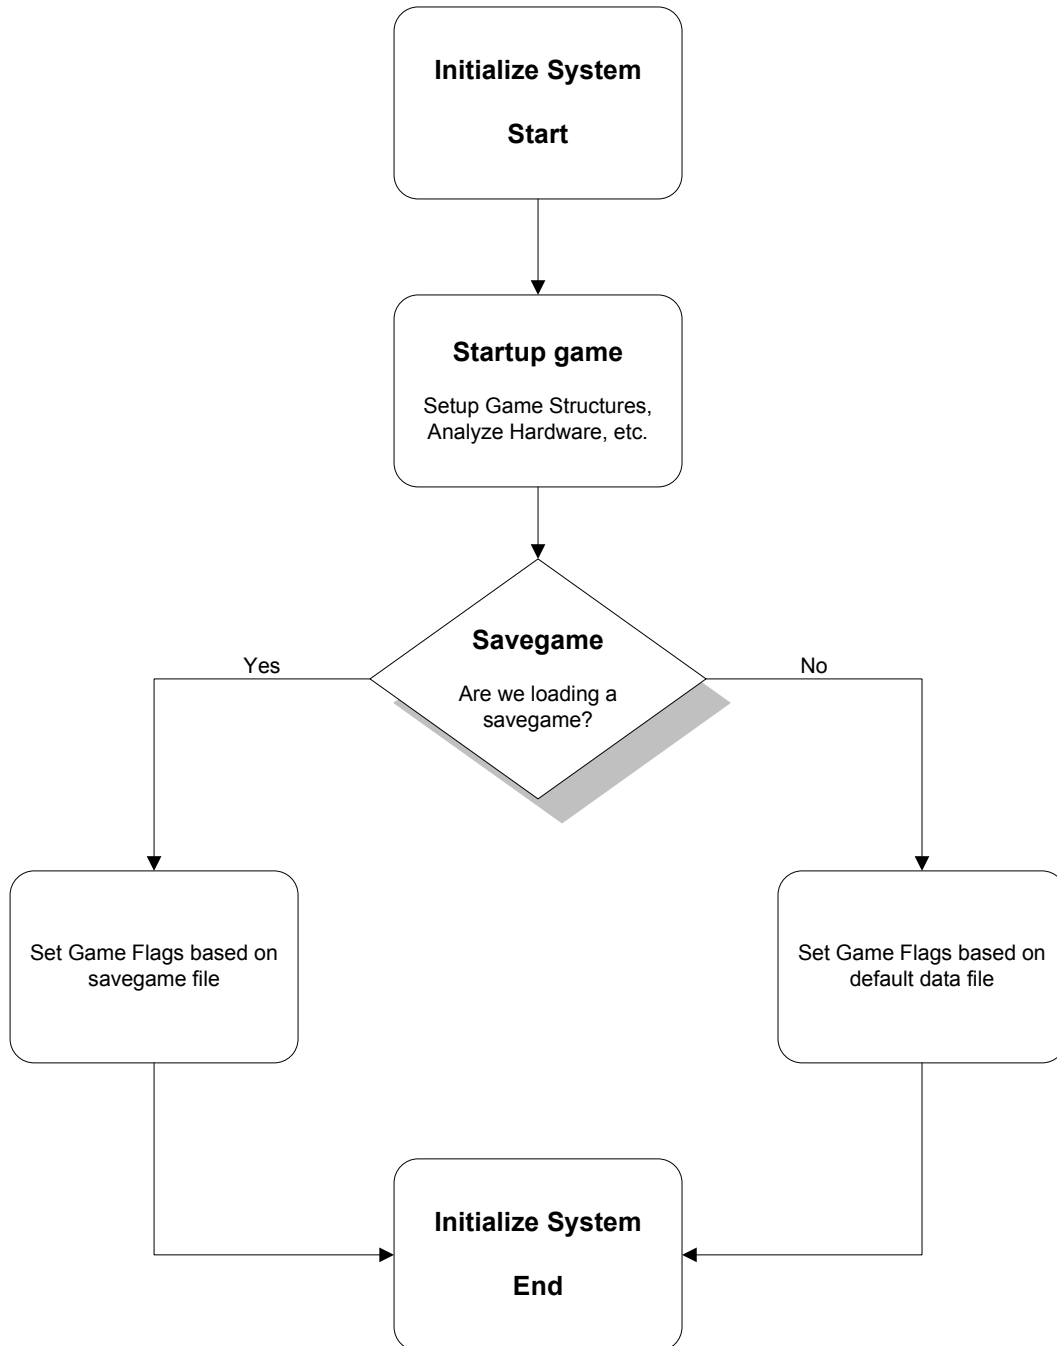 Initialize System
Start
Startup game
Setup Game Structures,
Analyze Hardware, etc.
Savegame
Are we loading a
savegame?
Yes
No
Set Game Flags based on
savegame file
Set Game Flags based on
default data file
Initialize System
End